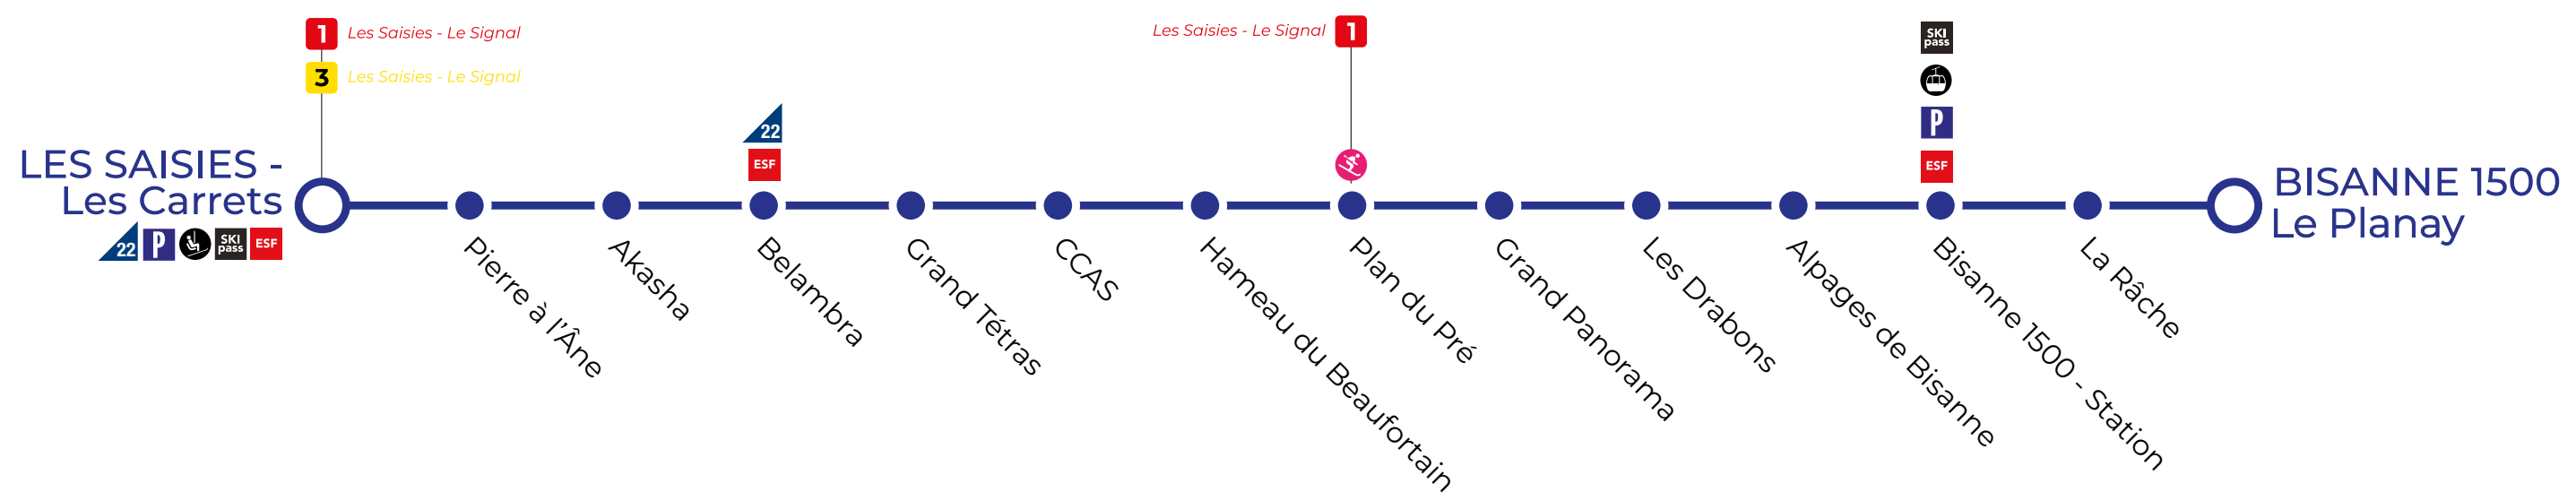 1 Les Saisies - Le Signal
3 Les Saisies - Le Signal
Les Saisies - Le Signal 1
SKI
pass
P
ESF
22
ESF
LES SAISIES -
Les Carrets
22 P SKI pass ESF
BISANNE 1500
Le Planay
Pierre à l'Âne
Akasha
Belambra
Grand Tétras
CCAS
Hameau du Beaufortain
Plan du Pré
Grand Panorama
Les Drabons
Alpages de Bisanne
Bisanne 1500 - Station
La Râche